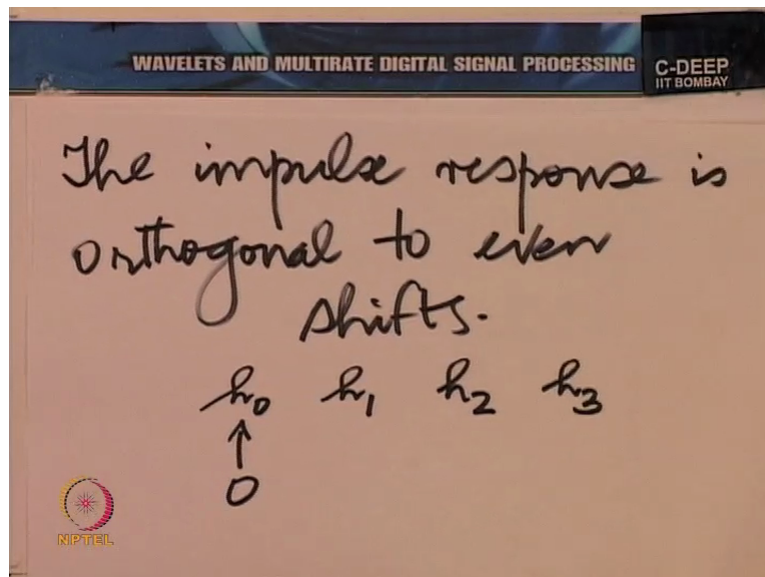 WAVELETS AND MULTIRATE DIGITAL SIGNAL PROCESSING
C-DEEP
IIT BOMBAY
The impulse response is
orthogonal to even
shifts.
h₀ h₁ h₂ h₃
↑
0
NPTEL